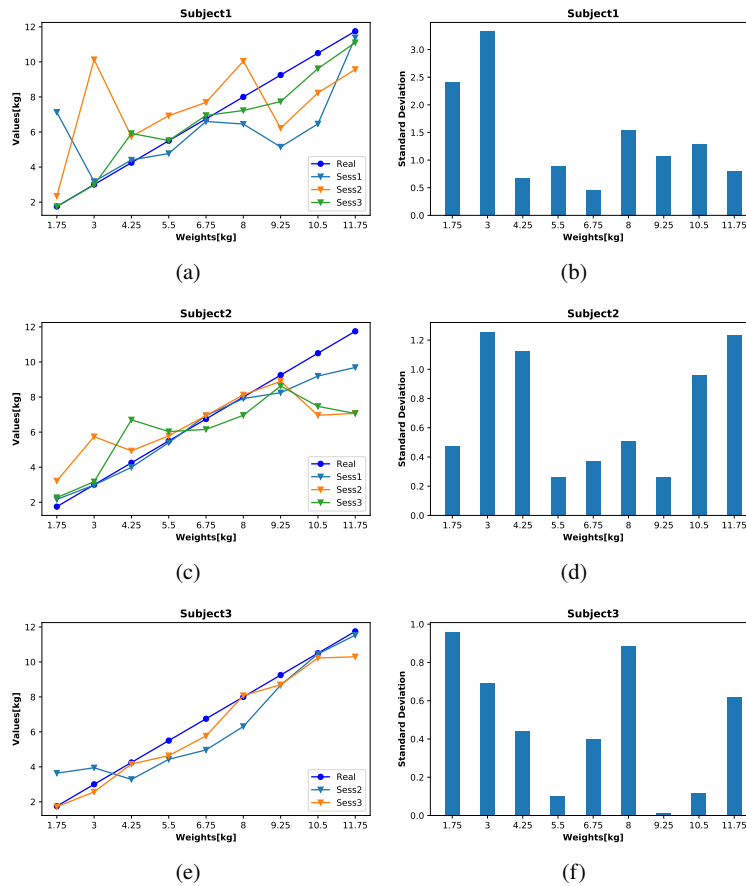 Subject1
Values[kg]
12
10
8
6
4
2
Real
Sess1
Sess2
Sess3
1.75 3 4.25 5.5 6.75 8 9.25 10.5 11.75
Weights[kg]
(a)
Subject1
Standard Deviation
3.0
2.5
2.0
1.5
1.0
0.5
0.0
1.75 3 4.25 5.5 6.75 8 9.25 10.5 11.75
Weights[kg]
(b)
Subject2
Values[kg]
12
10
8
6
4
2
Real
Sess1
Sess2
Sess3
1.75 3 4.25 5.5 6.75 8 9.25 10.5 11.75
Weights[kg]
(c)
Subject2
Standard Deviation
1.2
1.0
0.8
0.6
0.4
0.2
0.0
1.75 3 4.25 5.5 6.75 8 9.25 10.5 11.75
Weights[kg]
(d)
Subject3
Values[kg]
12
10
8
6
4
2
Real
Sess2
Sess3
1.75 3 4.25 5.5 6.75 8 9.25 10.5 11.75
Weights[kg]
(e)
Subject3
Standard Deviation
1.0
0.8
0.6
0.4
0.2
0.0
1.75 3 4.25 5.5 6.75 8 9.25 10.5 11.75
Weights[kg]
(f)